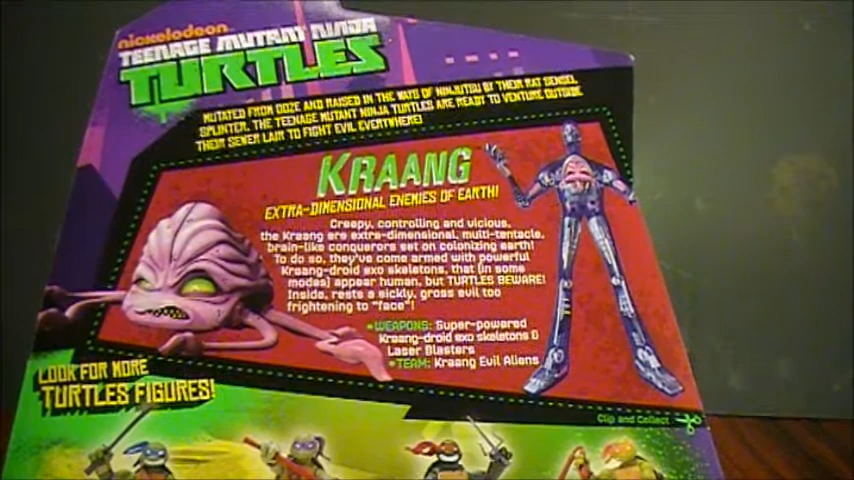 nickelodeon
TEENAGE MUTANT NINJA
TURTLES
MUTATED FROM OOZE AND RAISED IN THE WAYS OF NINJUTSU BY THEIR RAT SENSEI,
SPLINTER, THE TEENAGE MUTANT NINJA TURTLES ARE READY TO VENTURE OUTSIDE
THEIR SEWER LAIR TO FIGHT EVIL EVERYWHERE!
KRAANG
EXTRA-DIMENSIONAL ENEMIES OF EARTH!
Creepy, controlling and vicious,
the Kraang are extra-dimensional, multi-tentacle,
brain-like conquerors set on colonizing earth!
To do so, they've come armed with powerful
Kraang-droid exo skeletons, that (in some
modes) appear human, but TURTLES BEWARE!
Inside, rests a sickly, gross evil too
frightening to "face"!
WEAPONS: Super-powered
Kraang-droid exo skeletons &
Laser Blasters
TEAM: Kraang Evil Aliens
Clip and Collect
LOOK FOR MORE
TURTLES FIGURES!